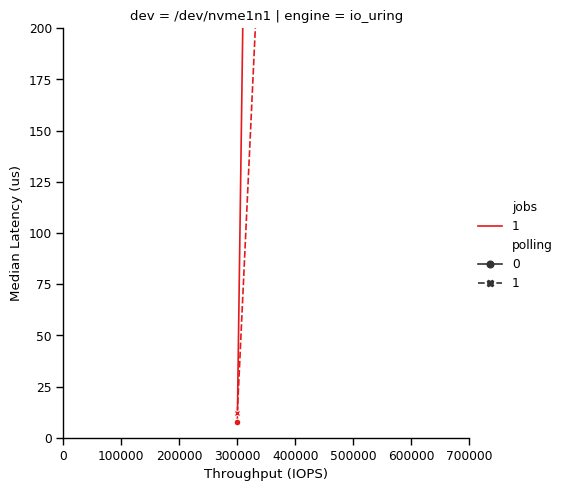 dev = /dev/nvme1n1 | engine = io_uring
200
175
150
125
100
75
50
25
0
Median Latency (us)
0 100000 200000 300000 400000 500000 600000 700000
Throughput (IOPS)
jobs
1
polling
0
1